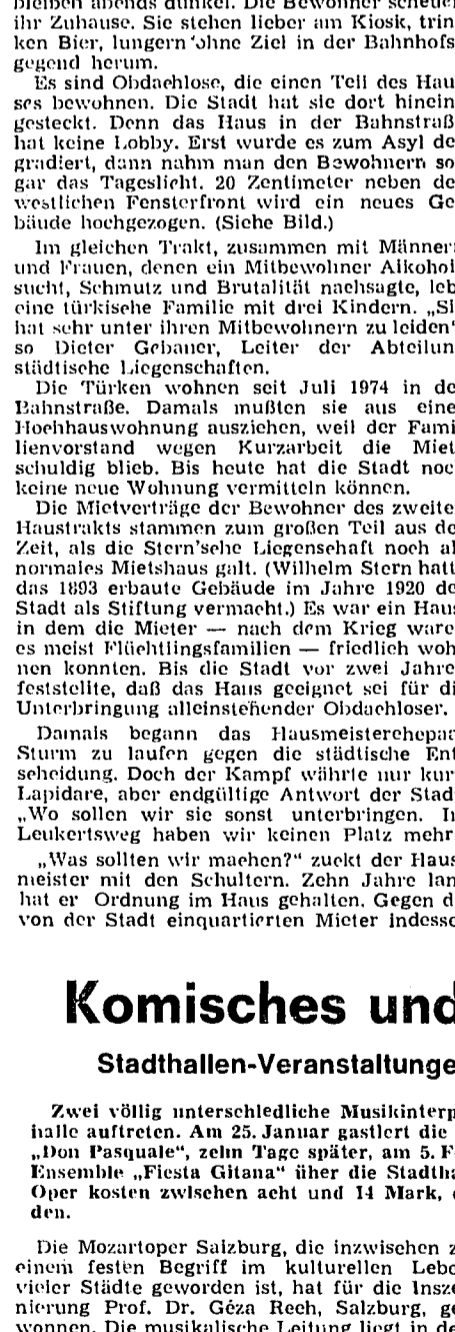 bleiben abends dunkel. Die Bewohner scheuen
ihr Zuhause. Sie stehen lieber am Kiosk, trin
ken Bier, lungern ohne Ziel in der Bahnhofs
gegend herum.
Es sind Obdachlose, die einen Teil des Hau
ses bewohnen. Die Stadt hat sie dort hinein
gesteckt. Denn das Haus in der Bahnstraß
hat keine Lobby. Erst wurde es zum Asyl de
gradiert, dann nahm man den Bewohnern so
gar das Tageslicht. 20 Zentimeter neben de
westlichen Fensterfront wird ein neues Ge
bäude hochgezogen. (Siehe Bild.)
Im gleichen Trakt, zusammen mit Männer
und Frauen, denen ein Mitbewohner Alkohol
sucht, Schmutz und Brutalität nachsagte, leb
eine türkische Familie mit drei Kindern. „Si
hat sehr unter ihren Mitbewohnern zu leiden“
so Dieter Gebauer, Leiter der Abteilun
städtische Liegenschaften.
Die Türken wohnen seit Juli 1974 in de
Bahnstraße. Damals mußten sie aus eine
Hochhauswohnung ausziehen, weil der Fami
lienvorstand wegen Kurzarbeit die Miet
schuldig blieb. Bis heute hat die Stadt noc
keine neue Wohnung vermitteln können.
Die Mietverträge der Bewohner des zweite
Haustrakts stammen zum großen Teil aus de
Zeit, als die Stern'sche Liegenschaft noch al
normales Mietshaus galt. (Wilhelm Stern hatt
das 1893 erbaute Gebäude im Jahre 1920 de
Stadt als Stiftung vermacht.) Es war ein Haus
in dem die Mieter — nach dem Krieg ware
es meist Flüchtlingsfamilien — friedlich woh
nen konnten. Bis die Stadt vor zwei Jahre
feststellte, daß das Haus geeignet sei für di
Unterbringung alleinstehender Obdachloser.
Damals begann das Hausmeisterehepaar
Sturm zu laufen gegen die städtische Ent
scheidung. Doch der Kampf währte nur kur
Lapidare, aber endgültige Antwort der Stad
„Wo sollen wir sie sonst unterbringen. I
Leukertsweg haben wir keinen Platz mehr
„Was sollten wir machen?“ zuckt der Haus
meister mit den Schultern. Zehn Jahre lan
hat er Ordnung im Haus gehalten. Gegen d
von der Stadt einquartierten Mieter indesse
Komisches und
Stadthallen-Veranstaltunge
Zwei völlig unterschiedliche Musikinterp
halle auftreten. Am 25. Januar gastiert die
„Don Pasquale“, zehn Tage später, am 5. F
Ensemble „Fiesta Gitana“ über die Stadtha
Oper kosten zwischen acht und 14 Mark,
den.
Die Mozartoper Salzburg, die inzwischen z
einem festen Begriff im kulturellen Lebe
vieler Städte geworden ist, hat für die Insze
nierung Prof. Dr. Géza Rech, Salzburg, ge
wonnen. Die musikalische Leitung liegt in de